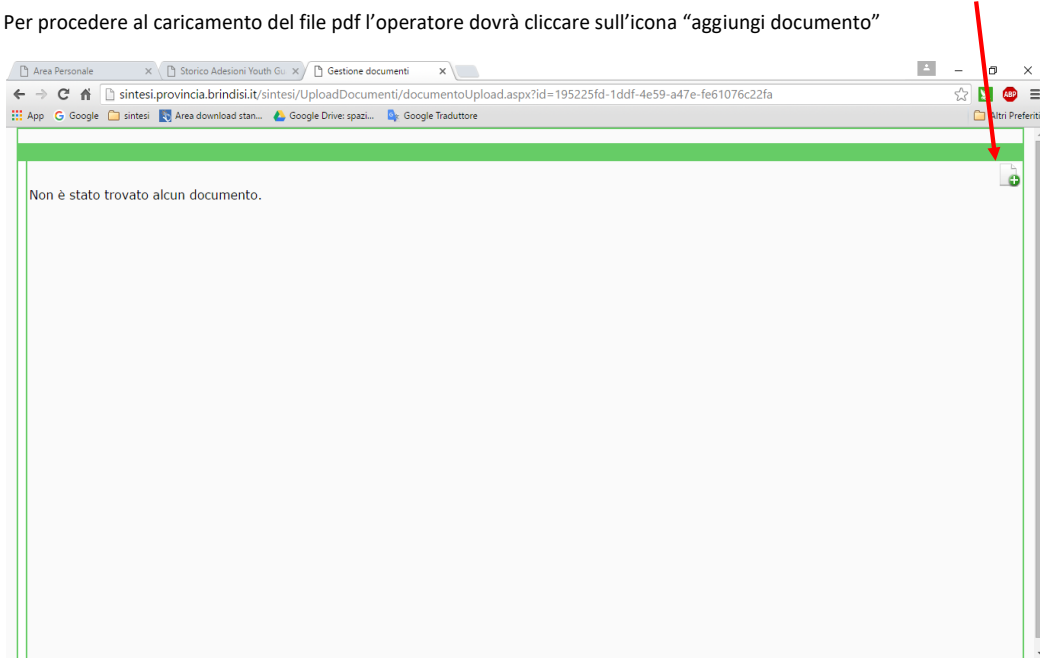 Per procedere al caricamento del file pdf l’operatore dovrà cliccare sull’icona “aggiungi documento”
Area Personale Storico Adesioni Youth Gu Gestione documenti
sintesi.provincia.brindisi.it/sintesi/UploadDocumenti/documentoUpload.aspx?id=195225fd-1ddf-4e59-a47e-fe61076c22fa ABP
App G Google sintesi Area download stan... Google Drive: spazi... Google Traduttore Altri Preferiti
Non è stato trovato alcun documento.